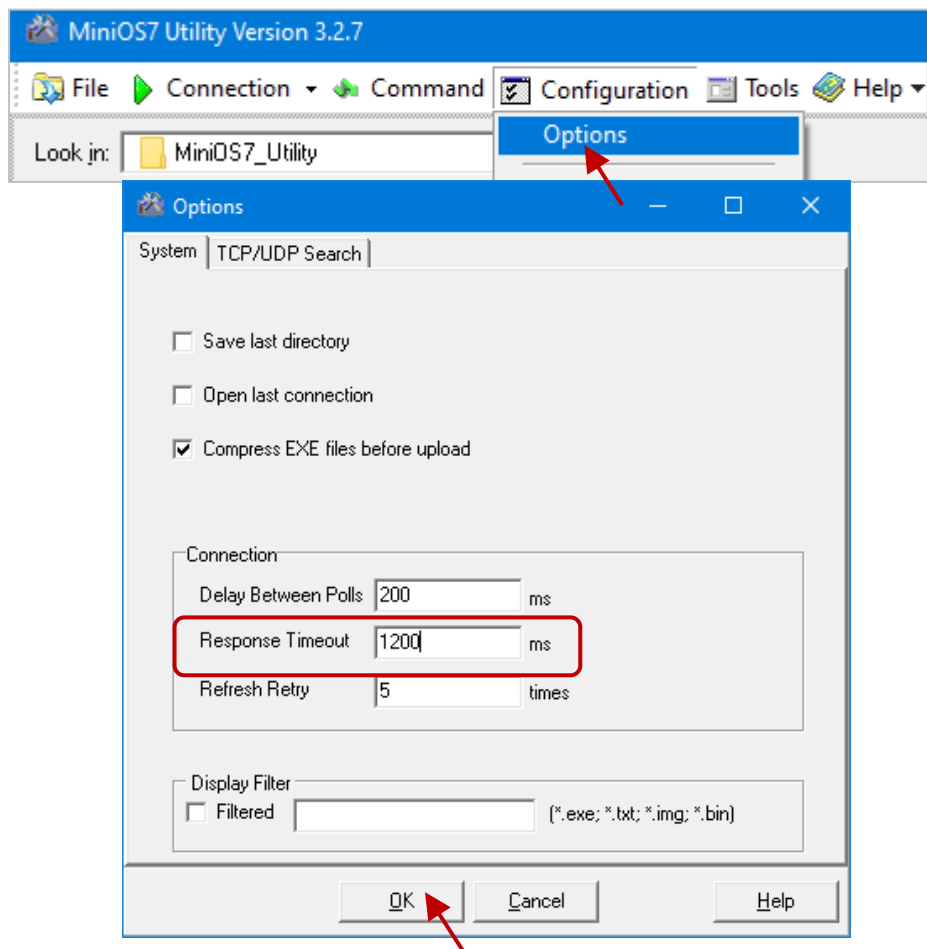 MiniOS7 Utility Version 3.2.7
File Connection Command Configuration Tools Help
Look in: MiniOS7_Utility Options
Options
System TCP/UDP Search
Save last directory
Open last connection
Compress EXE files before upload
Connection
Delay Between Polls 200 ms
Response Timeout 1200 ms
Refresh Retry 5 times
Display Filter
Filtered (*.exe; *.txt; *.img; *.bin)
OK Cancel Help